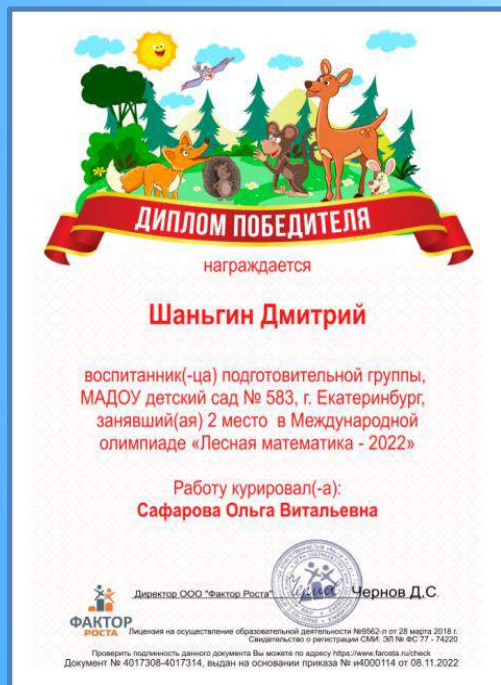 ДИПЛОМ ПОБЕДИТЕЛЯ
награждается
Шаньгин Дмитрий
воспитанник(-ца) подготовительной группы,
МАДОУ детский сад № 583, г. Екатеринбург,
занявший(ая) 2 место в Международной
олимпиаде «Лесная математика - 2022»
Работу курировал(-а):
Сафарова Ольга Витальевна
Директор ООО "Фактор Роста" Чернов Д.С.
ФАКТОР
РОСТА
Лицензия на осуществление образовательной деятельности №9562-л от 28 марта 2018 г.
Свидетельство о регистрации СМИ: ЭЛ № ФС 77 - 74220
Проверить подлинность данного документа Вы можете по адресу https://www.farosta.ru/check
Документ № 4017308-4017314, выдан на основании приказа № и4000114 от 08.11.2022